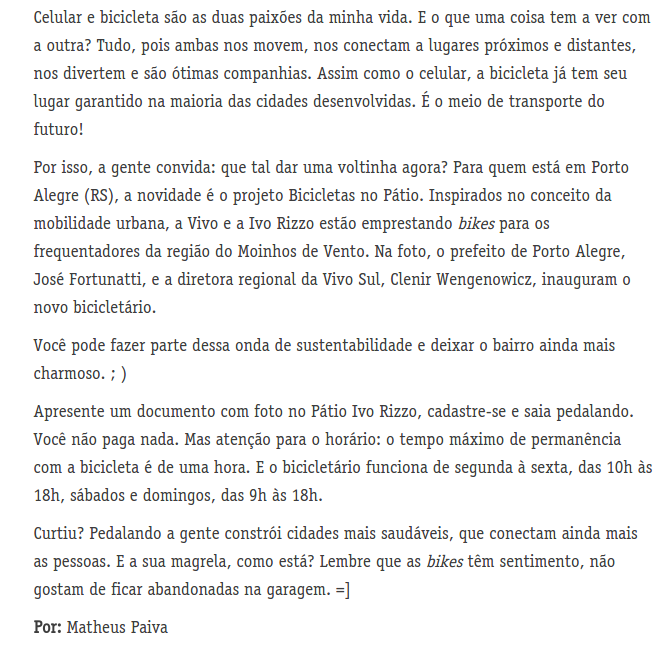 Celular e bicicleta são as duas paixões da minha vida. E o que uma coisa tem a ver com
a outra? Tudo, pois ambas nos movem, nos conectam a lugares próximos e distantes,
nos divertem e são ótimas companhias. Assim como o celular, a bicicleta já tem seu
lugar garantido na maioria das cidades desenvolvidas. É o meio de transporte do
futuro!
Por isso, a gente convida: que tal dar uma voltinha agora? Para quem está em Porto
Alegre (RS), a novidade é o projeto Bicicletas no Pátio. Inspirados no conceito da
mobilidade urbana, a Vivo e a Ivo Rizzo estão emprestando bikes para os
frequentadores da região do Moinhos de Vento. Na foto, o prefeito de Porto Alegre,
José Fortunatti, e a diretora regional da Vivo Sul, Clenir Wengenowicz, inauguram o
novo bicicletário.
Você pode fazer parte dessa onda de sustentabilidade e deixar o bairro ainda mais
charmoso. ; )
Apresente um documento com foto no Pátio Ivo Rizzo, cadastre-se e saia pedalando.
Você não paga nada. Mas atenção para o horário: o tempo máximo de permanência
com a bicicleta é de uma hora. E o bicicletário funciona de segunda à sexta, das 10h às
18h, sábados e domingos, das 9h às 18h.
Curtiu? Pedalando a gente constrói cidades mais saudáveis, que conectam ainda mais
as pessoas. E a sua magrela, como está? Lembre que as bikes têm sentimento, não
gostam de ficar abandonadas na garagem. =]
Por: Matheus Paiva